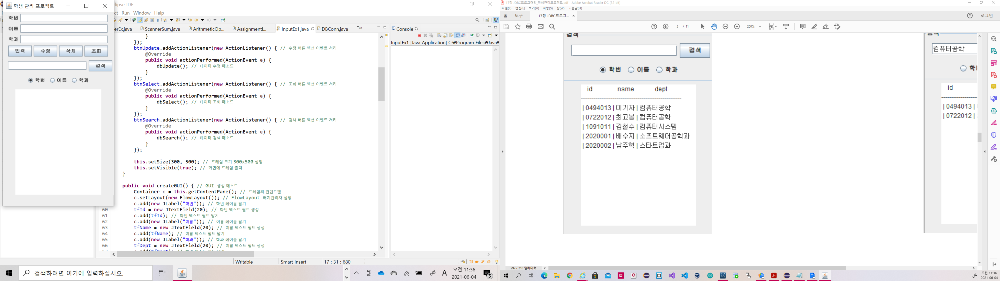 학생 관리 프로젝트
학번
이름
학과
입력 수정 삭제 조회
검색
학번 이름 학과
clipse IDE
ct Run Window Help
erEx.java ScannerSum.java ArithmeticOp... AssignmentI... InputEx1.java DBConn.java
}
});
btnUpdate.addActionListener(new ActionListener() { // 수정 버튼 액션 이벤트 처리
@Override
public void actionPerformed(ActionEvent e) {
dbUpdate(); // 데이터 수정 메소드
}
});
btnSelect.addActionListener(new ActionListener() { // 조회 버튼 액션 이벤트 처리
@Override
public void actionPerformed(ActionEvent e) {
dbSelect(); // 데이터 조회 메소드
}
});
btnSearch.addActionListener(new ActionListener() { // 검색 버튼 액션 이벤트 처리
@Override
public void actionPerformed(ActionEvent e) {
dbSearch(); // 데이터 검색 메소드
}
});
this.setSize(300, 500); // 프레임 크기 300x500 설정
this.setVisible(true); // 화면에 프레임 출력
}
public void createGUI() { // GUI 생성 메소드
Container c = this.getContentPane(); // 프레임의 컨텐트팬
c.setLayout(new FlowLayout()); // FlowLayout 배치관리자 설정
c.add(new JLabel("학번")); // 학번 레이블 달기
60 tfId = new JTextField(20); // 학번 텍스트 필드 생성
61 c.add(tfId); // 학번 텍스트 필드 달기
62 c.add(new JLabel("이름")); // 이름 레이블 달기
63 tfName = new JTextField(20); // 이름 텍스트 필드 생성
64 c.add(tfName); // 이름 텍스트 필드 달기
65 c.add(new JLabel("학과")); // 학과 레이블 달기
66 tfDept = new JTextField(20); // 이름 텍스트 필드 생성
Console
InputEx1 [Java Application] C:₩Program Files₩Java₩
Writable Smart Insert 17 : 31 : 680
검색하려면 여기에 입력하십시오.
A 오전 11:36
2021-06-04
5
17장 JDBC프로그래밍_학생관리프로젝트.pdf - Adobe Acrobat Reader DC (32-bit)
파일(F) 편집(E) 보기(V) 서명(S) 창(W) 도움말(H)
홈 도구 17장 JDBC프로그... 로그인
5 / 11 200%
검색
검색
학번 이름 학과
id name dept
| 0494013 | 이기자 | 컴퓨터공학
| 0722012 | 최고봉 | 컴퓨터공학
| 1091011 | 김철수 | 컴퓨터시스템
| 2020001 | 배수지 | 소프트웨어공학과
| 2020002 | 남주혁 | 스타트업과
컴퓨터공학
id
| 0494013 |
| 0722012 |
297 x 210 밀리미터
오전 11:36
2021-06-04